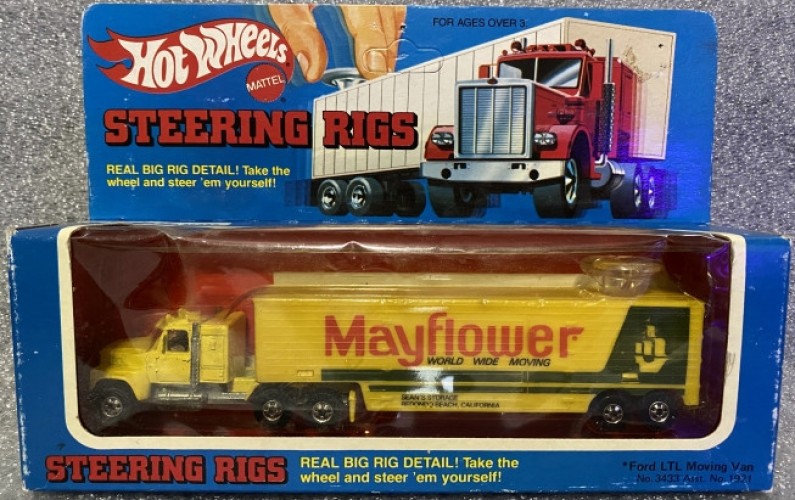 FOR AGES OVER 3
HOT WHEELS
MATTEL
STEERING RIGS
REAL BIG RIG DETAIL! Take the
wheel and steer 'em yourself!
Mayflower
WORLD WIDE MOVING
BEAN'S STORAGE
REDONDO BEACH, CALIFORNIA
STEERING RIGS
REAL BIG RIG DETAIL! Take the
wheel and steer 'em yourself!
*Ford LTL Moving Van
No. 3433 Asst. No. 1921